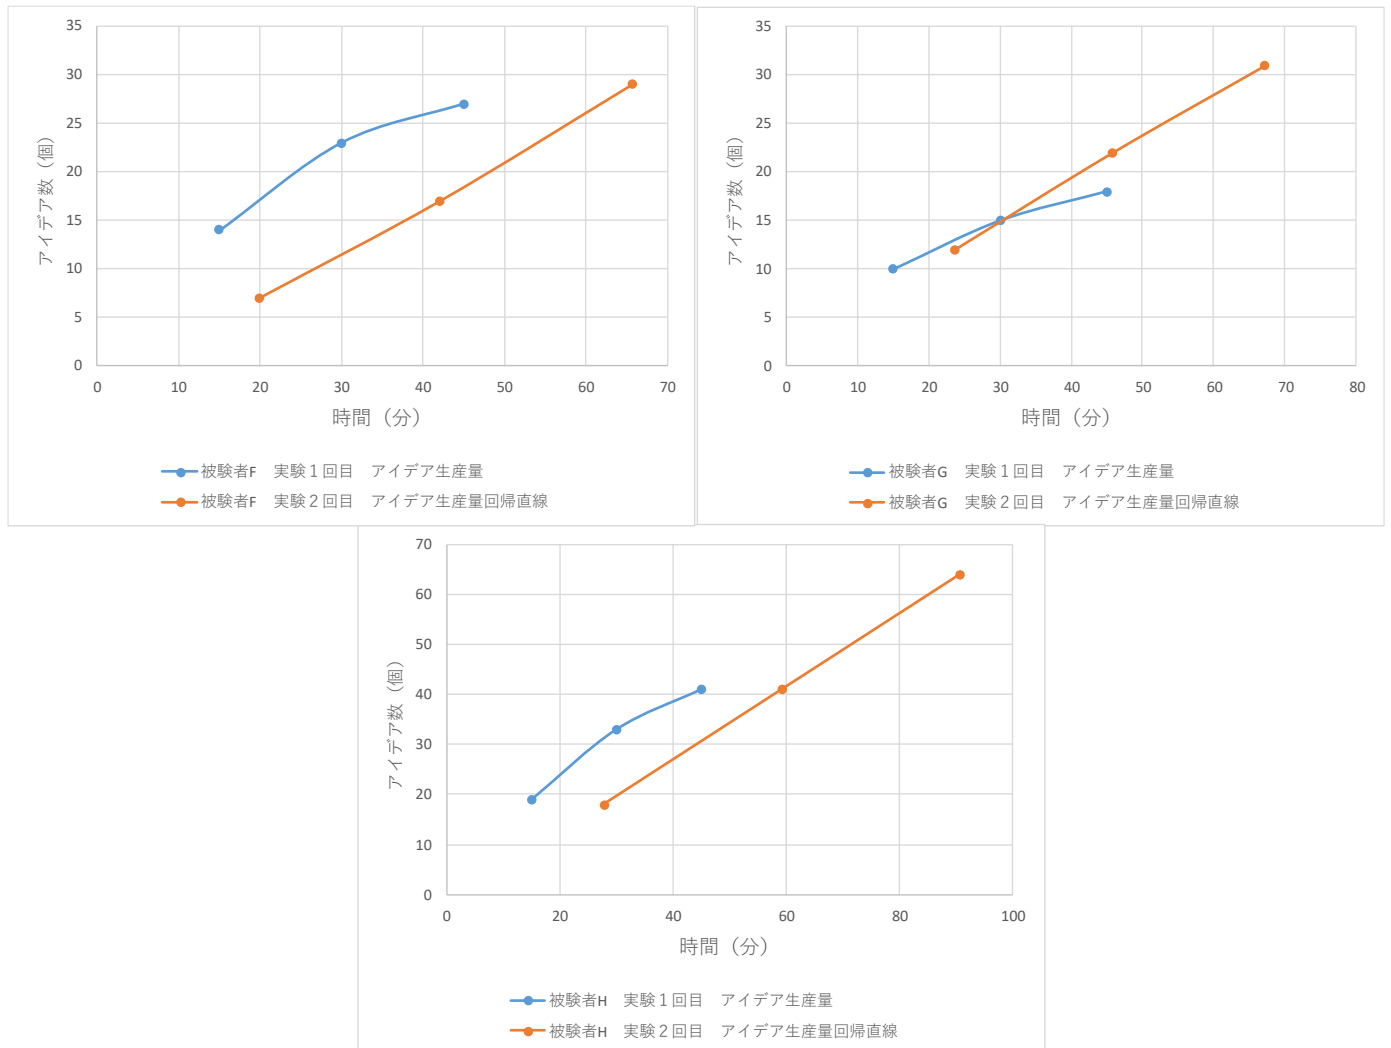 35
30
25
20
15
10
5
0
アイデア数（個）
0 10 20 30 40 50 60 70
時間（分）
被験者F　実験１回目　アイデア生産量
被験者F　実験２回目　アイデア生産量回帰直線
35
30
25
20
15
10
5
0
アイデア数（個）
0 10 20 30 40 50 60 70 80
時間（分）
被験者G　実験１回目　アイデア生産量
被験者G　実験２回目　アイデア生産量回帰直線
70
60
50
40
30
20
10
0
アイデア数（個）
0 20 40 60 80 100
時間（分）
被験者H　実験１回目　アイデア生産量
被験者H　実験２回目　アイデア生産量回帰直線